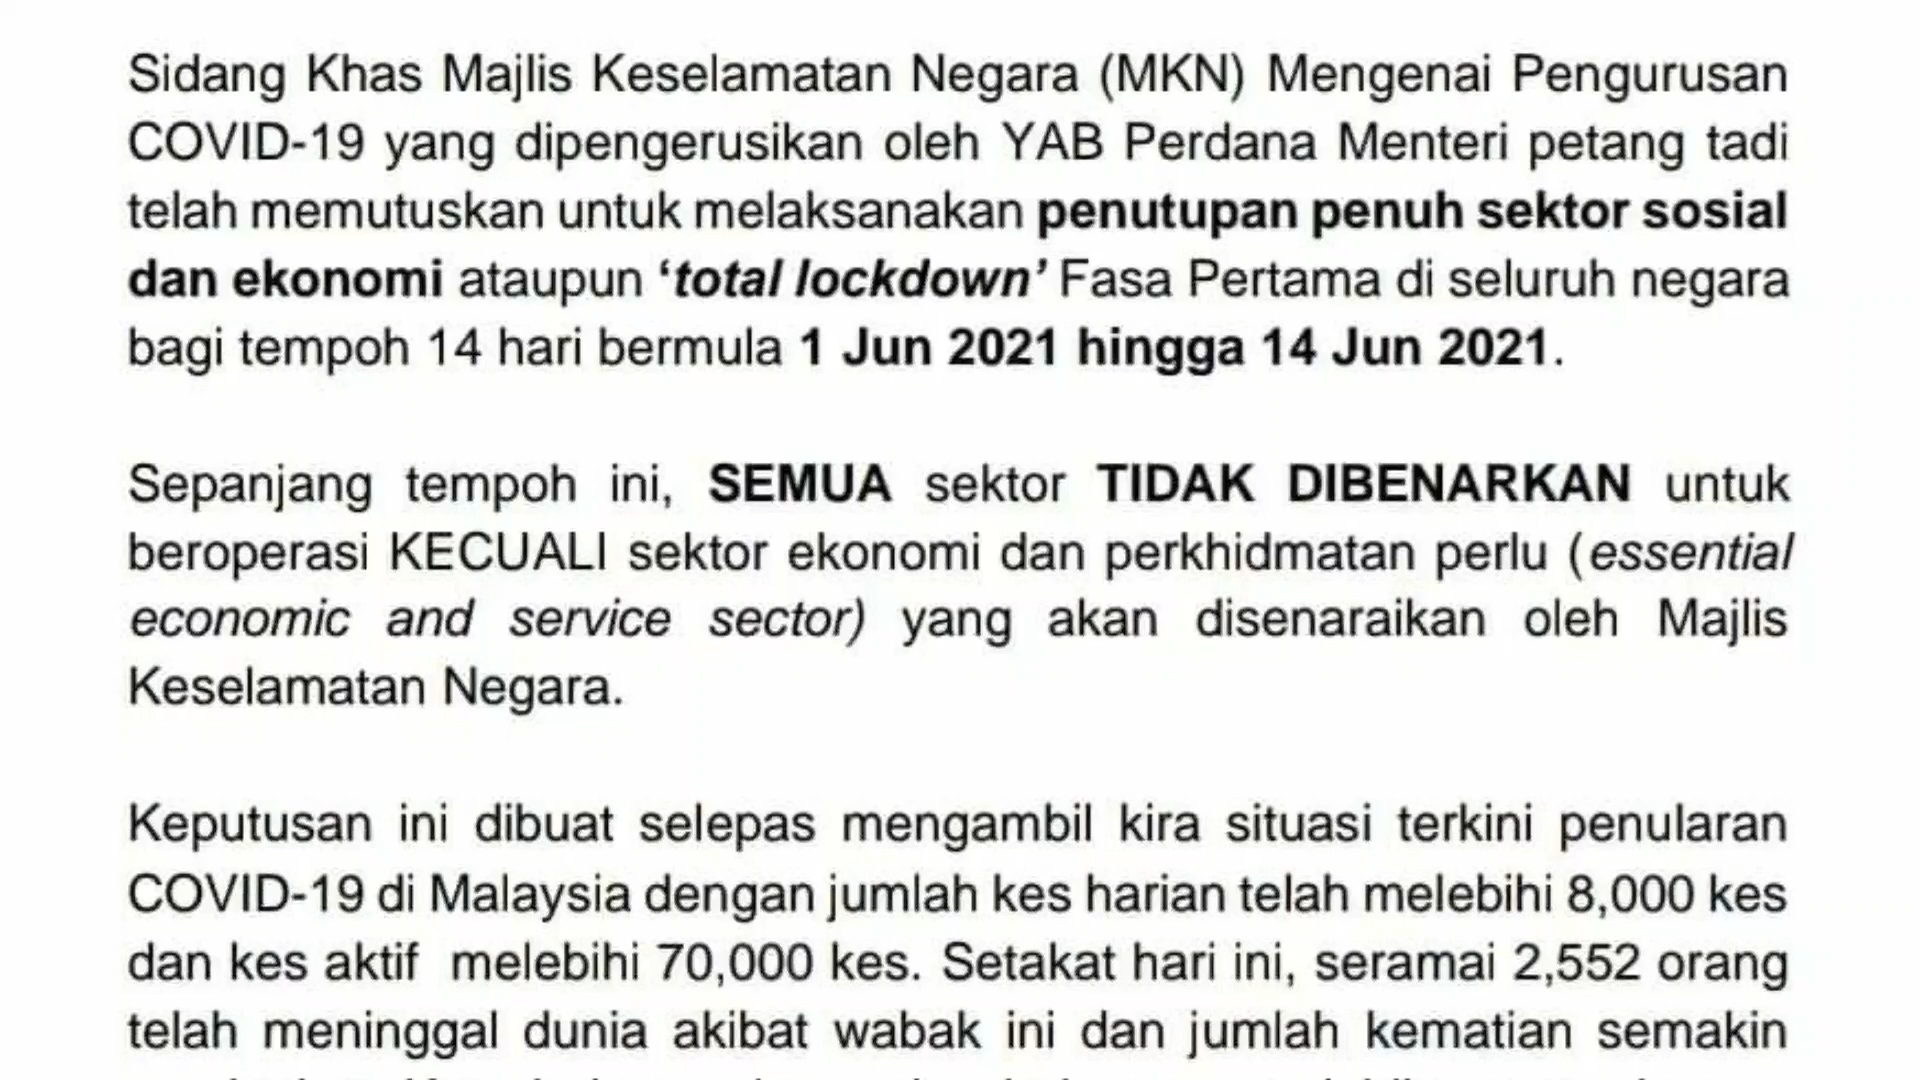 Sidang Khas Majlis Keselamatan Negara (MKN) Mengenai Pengurusan
COVID-19 yang dipengerusikan oleh YAB Perdana Menteri petang tadi
telah memutuskan untuk melaksanakan penutupan penuh sektor sosial
dan ekonomi ataupun ‘total lockdown’ Fasa Pertama di seluruh negara
bagi tempoh 14 hari bermula 1 Jun 2021 hingga 14 Jun 2021.
Sepanjang tempoh ini, SEMUA sektor TIDAK DIBENARKAN untuk
beroperasi KECUALI sektor ekonomi dan perkhidmatan perlu (essential
economic and service sector) yang akan disenaraikan oleh Majlis
Keselamatan Negara.
Keputusan ini dibuat selepas mengambil kira situasi terkini penularan
COVID-19 di Malaysia dengan jumlah kes harian telah melebihi 8,000 kes
dan kes aktif melebihi 70,000 kes. Setakat hari ini, seramai 2,552 orang
telah meninggal dunia akibat wabak ini dan jumlah kematian semakin